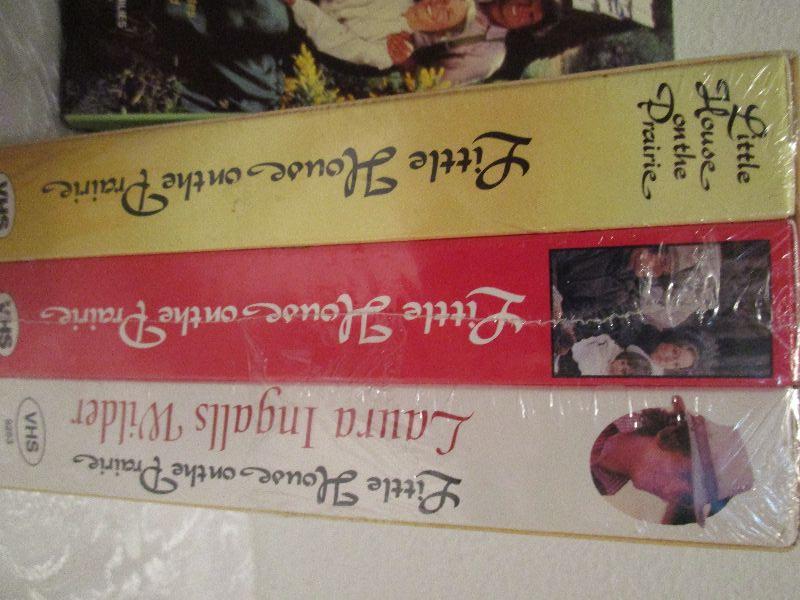 Little
House
on the
Prairie
Little House on the Prairie
VHS
Little House on the Prairie
VHS
Laura Ingalls Wilder
Little House on the Prairie
VHS
9263